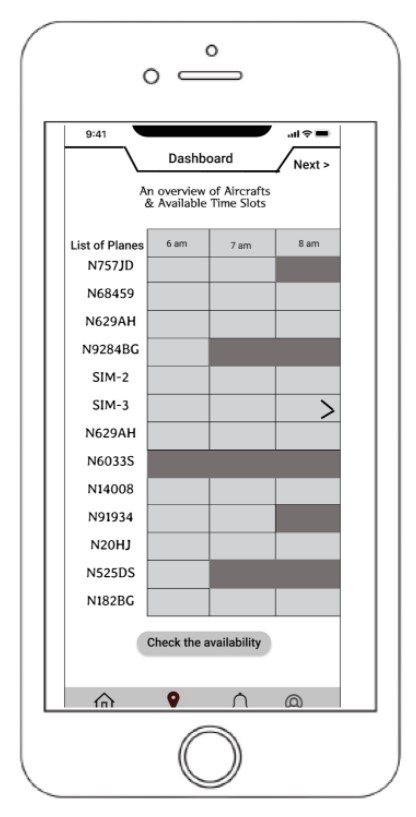 9:41
Dashboard
Next >
An overview of Aircrafts
& Available Time Slots
List of Planes 6 am 7 am 8 am
N757JD
N68459
N629AH
N9284BG
SIM-2
SIM-3
N629AH
N6033S
N14008
N91934
N20HJ
N525DS
N182BG
Check the availability